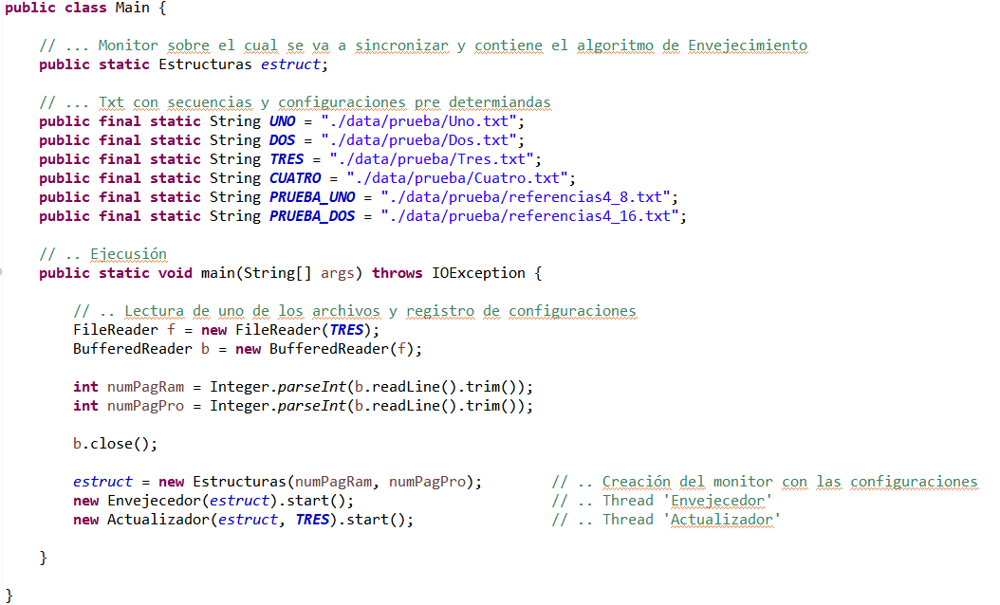 public class Main {
// ... Monitor sobre el cual se va a sincronizar y contiene el algoritmo de Envejecimiento
public static Estructuras estruct;
// ... Txt con secuencias y configuraciones pre determiandas
public final static String UNO = "./data/prueba/Uno.txt";
public final static String DOS = "./data/prueba/Dos.txt";
public final static String TRES = "./data/prueba/Tres.txt";
public final static String CUATRO = "./data/prueba/Cuatro.txt";
public final static String PRUEBA_UNO = "./data/prueba/referencias4_8.txt";
public final static String PRUEBA_DOS = "./data/prueba/referencias4_16.txt";
// .. Ejecusión
public static void main(String[] args) throws IOException {
// .. Lectura de uno de los archivos y registro de configuraciones
FileReader f = new FileReader(TRES);
BufferedReader b = new BufferedReader(f);
int numPagRam = Integer.parseInt(b.readLine().trim());
int numPagPro = Integer.parseInt(b.readLine().trim());
b.close();
estruct = new Estructuras(numPagRam, numPagPro); // .. Creación del monitor con las configuraciones
new Envejecedor(estruct).start(); // .. Thread 'Envejecedor'
new Actualizador(estruct, TRES).start(); // .. Thread 'Actualizador'
}
}